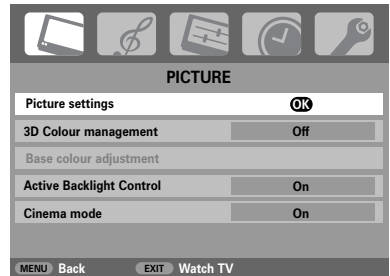 PICTURE
Picture settings OK
3D Colour management Off
Base colour adjustment
Active Backlight Control On
Cinema mode On
MENU Back EXIT Watch TV